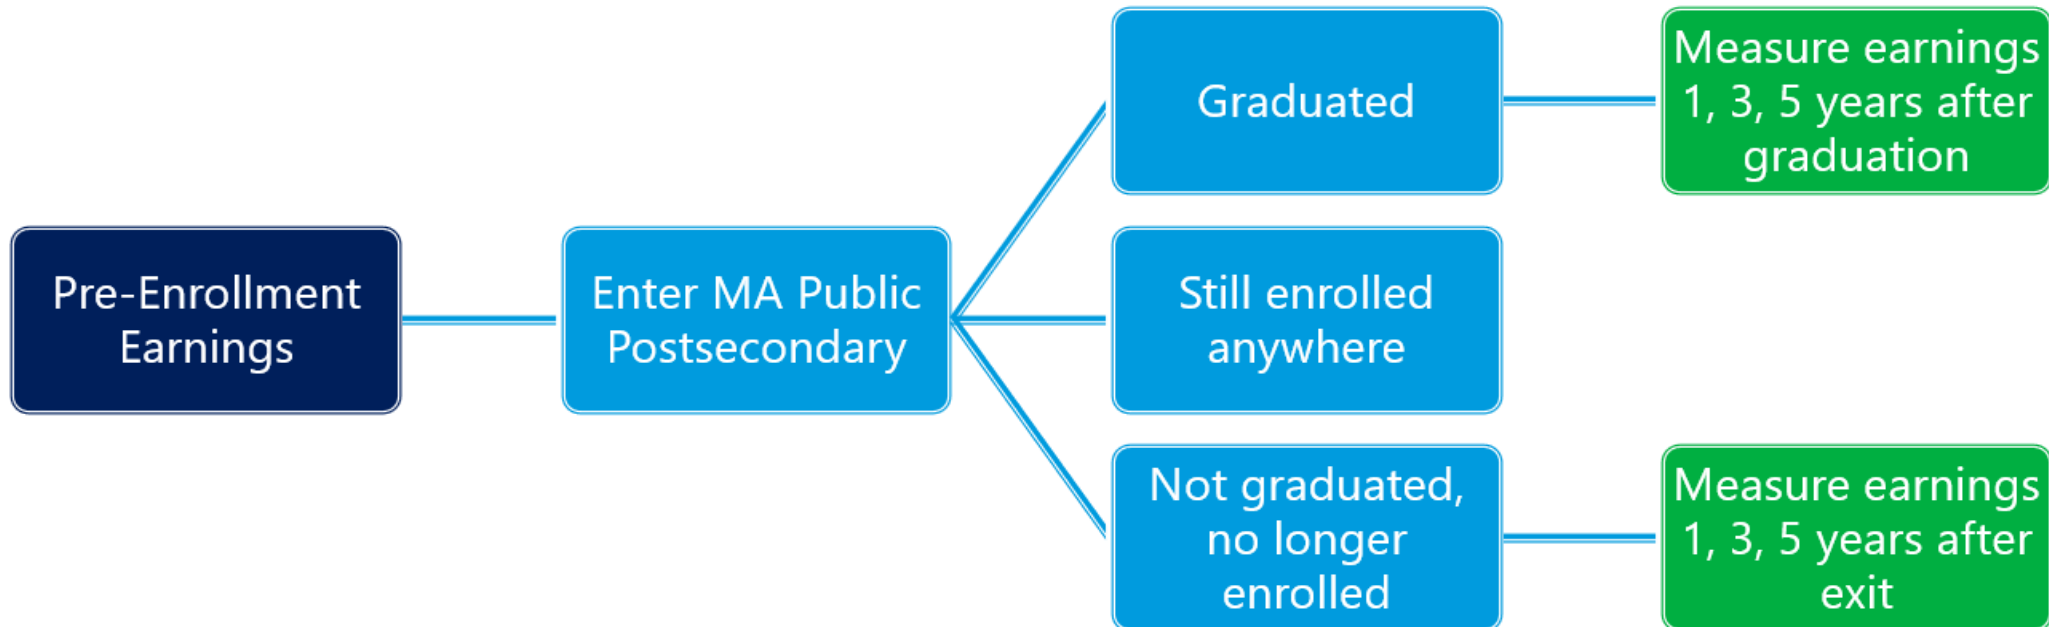 Pre-Enrollment
Earnings
Enter MA Public
Postsecondary
Graduated
Measure earnings
1, 3, 5 years after
graduation
Still enrolled
anywhere
Not graduated,
no longer
enrolled
Measure earnings
1, 3, 5 years after
exit